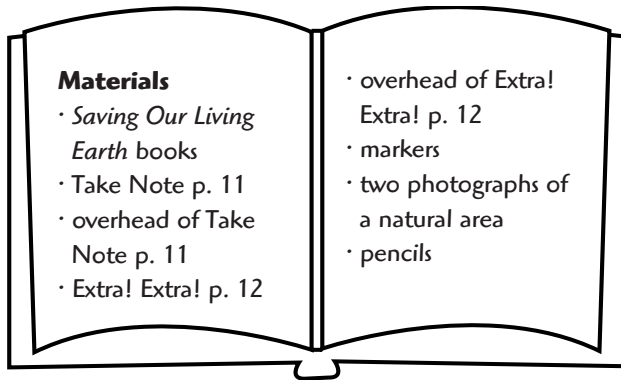 Materials
· Saving Our Living
Earth books
· Take Note p. 11
· overhead of Take
Note p. 11
· Extra! Extra! p. 12
· overhead of Extra!
Extra! p. 12
· markers
· two photographs of
a natural area
· pencils